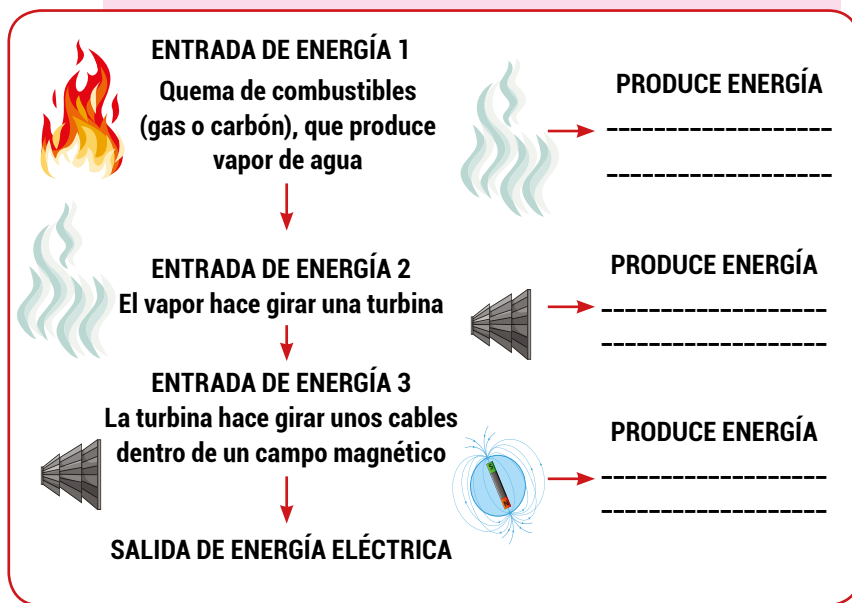 ENTRADA DE ENERGÍA 1
Quema de combustibles
(gas o carbón), que produce
vapor de agua
PRODUCE ENERGÍA
ENTRADA DE ENERGÍA 2
El vapor hace girar una turbina
PRODUCE ENERGÍA
ENTRADA DE ENERGÍA 3
La turbina hace girar unos cables
dentro de un campo magnético
PRODUCE ENERGÍA
SALIDA DE ENERGÍA ELÉCTRICA